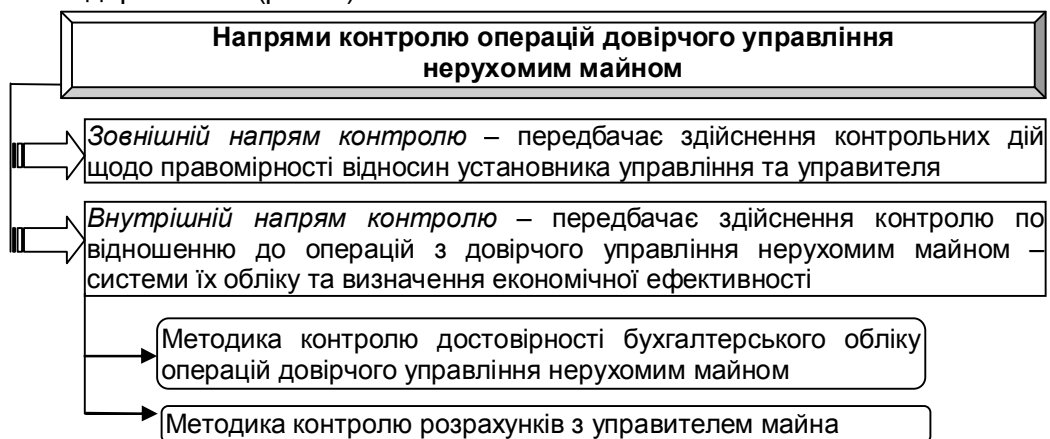 Напрями контролю операцій довірчого управління
нерухомим майном
Зовнішній напрям контролю – передбачає здійснення контрольних дій
щодо правомірності відносин установника управління та управителя
Внутрішній напрям контролю – передбачає здійснення контролю по
відношенню до операцій з довірчого управління нерухомим майном –
системи їх обліку та визначення економічної ефективності
Методика контролю достовірності бухгалтерського обліку
операцій довірчого управління нерухомим майном
Методика контролю розрахунків з управителем майна